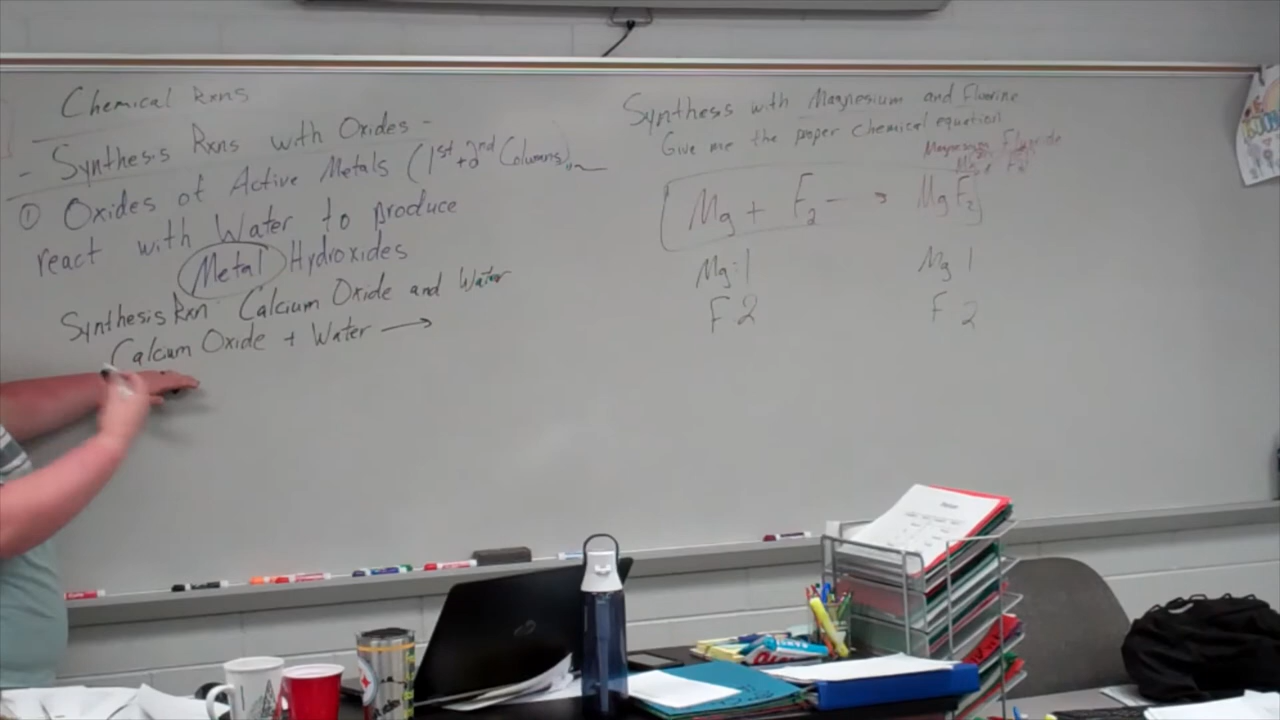 Chemical Rxns
- Synthesis Rxns with Oxides -
① Oxides of Active Metals (1st + 2nd Columns)
react with Water to produce
Metal Hydroxides
Synthesis Rxn: Calcium Oxide and Water
Calcium Oxide + Water →
Synthesis with Magnesium and Fluorine
Give me the proper chemical equation
Magnesium Fluoride
Mg + F2 → MgF2
Mg: 1 Mg 1
F 2 F 2